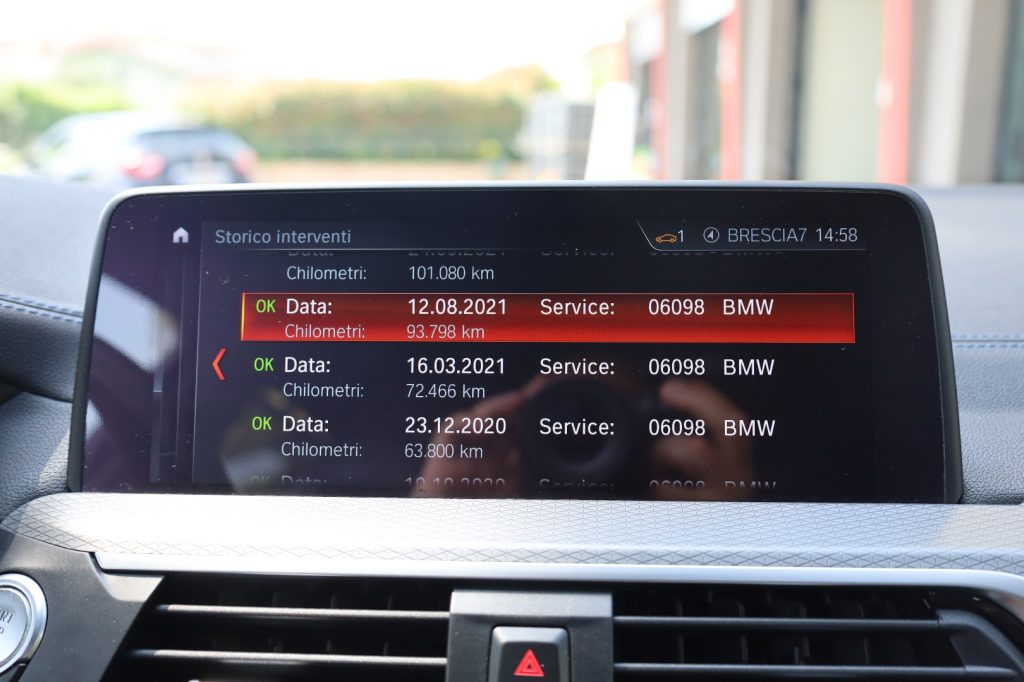 Storico interventi
1 BRESCIA7 14:58
Chilometri: 101.080 km
OK Data: 12.08.2021 Service: 06098 BMW
Chilometri: 93.798 km
OK Data: 16.03.2021 Service: 06098 BMW
Chilometri: 72.466 km
OK Data: 23.12.2020 Service: 06098 BMW
Chilometri: 63.800 km